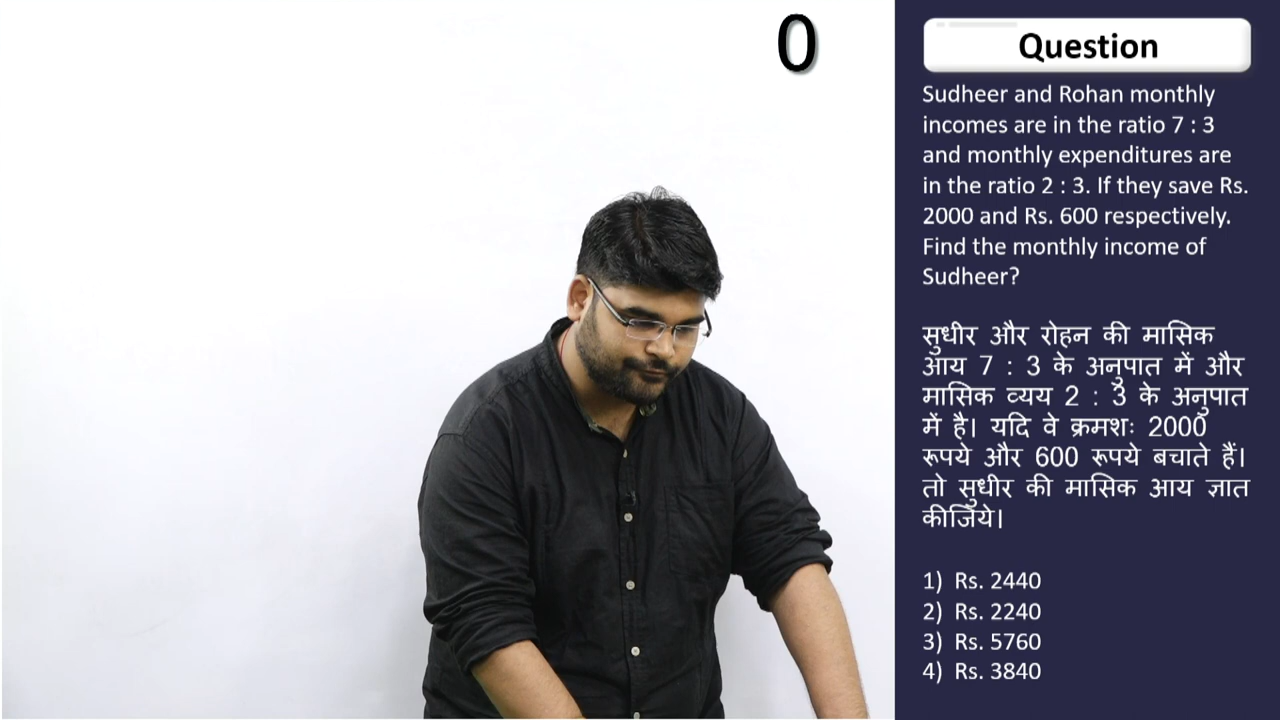 0
Question
Sudheer and Rohan monthly
incomes are in the ratio 7 : 3
and monthly expenditures are
in the ratio 2 : 3. If they save Rs.
2000 and Rs. 600 respectively.
Find the monthly income of
Sudheer?
सुधीर और रोहन की मासिक
आय 7 : 3 के अनुपात में और
मासिक व्यय 2 : 3 के अनुपात
में है। यदि वे क्रमशः 2000
रूपये और 600 रूपये बचाते हैं।
तो सुधीर की मासिक आय ज्ञात
कीजिये।
1) Rs. 2440
2) Rs. 2240
3) Rs. 5760
4) Rs. 3840